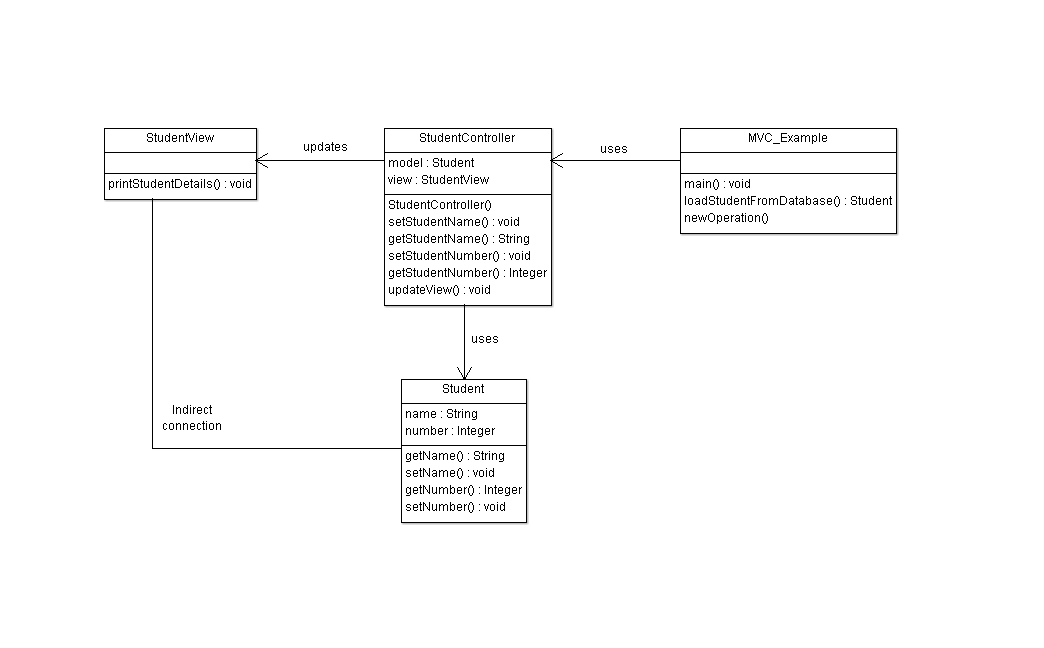 StudentView
printStudentDetails() : void
updates
StudentController
model : Student
view : StudentView
StudentController()
setStudentName() : void
getStudentName() : String
setStudentNumber() : void
getStudentNumber() : Integer
updateView() : void
uses
MVC_Example
main() : void
loadStudentFromDatabase() : Student
newOperation()
uses
Indirect
connection
Student
name : String
number : Integer
getName() : String
setName() : void
getNumber() : Integer
setNumber() : void